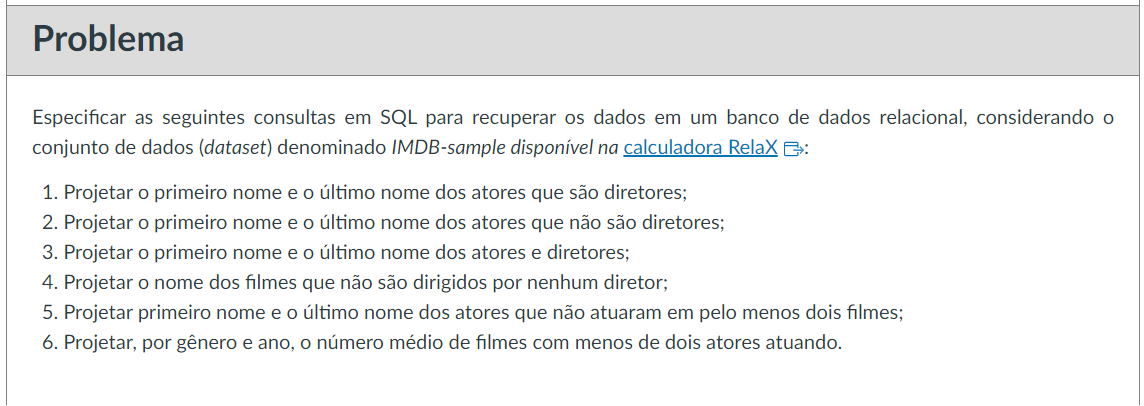 Problema
Especificar as seguintes consultas em SQL para recuperar os dados em um banco de dados relacional, considerando o
conjunto de dados (dataset) denominado IMDB-sample disponível na calculadora RelaX:
1. Projetar o primeiro nome e o último nome dos atores que são diretores;
2. Projetar o primeiro nome e o último nome dos atores que não são diretores;
3. Projetar o primeiro nome e o último nome dos atores e diretores;
4. Projetar o nome dos filmes que não são dirigidos por nenhum diretor;
5. Projetar primeiro nome e o último nome dos atores que não atuaram em pelo menos dois filmes;
6. Projetar, por gênero e ano, o número médio de filmes com menos de dois atores atuando.